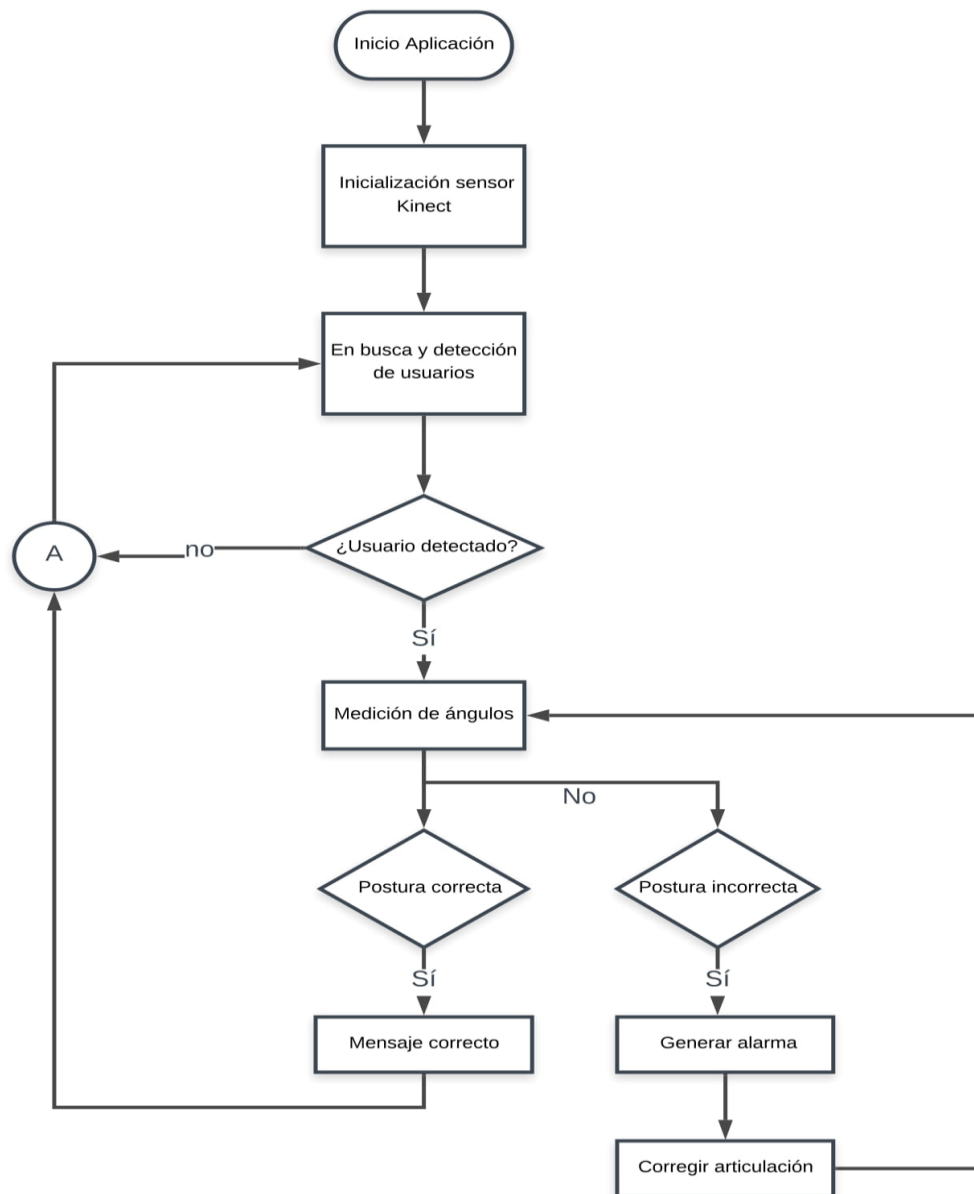 Inicio Aplicación
Inicialización sensor
Kinect
En busca y detección
de usuarios
¿Usuario detectado?
no
A
Sí
Medición de ángulos
No
Postura correcta
Postura incorrecta
Sí
Sí
Mensaje correcto
Generar alarma
Corregir articulación